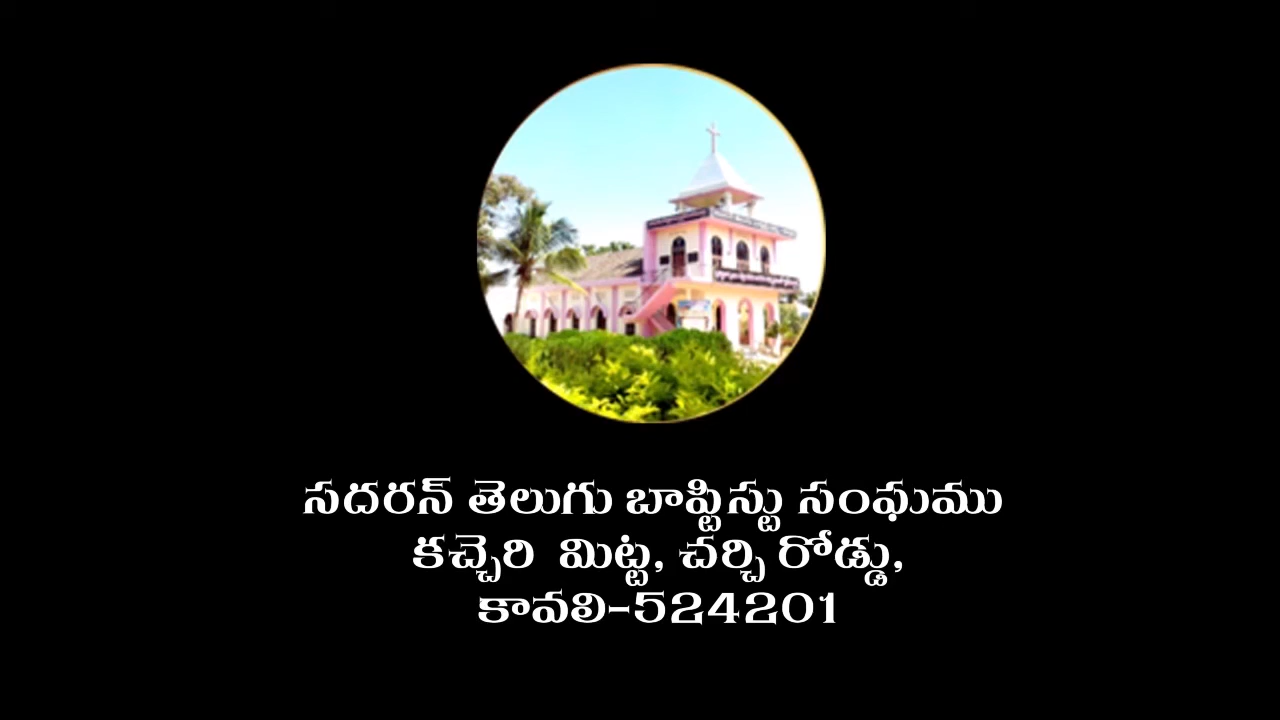 సదరన్ తెలుగు బాప్టిస్టు సంఘము
కచ్చెరి మిట్ట, చర్చి రోడ్డు,
కావలి-524201